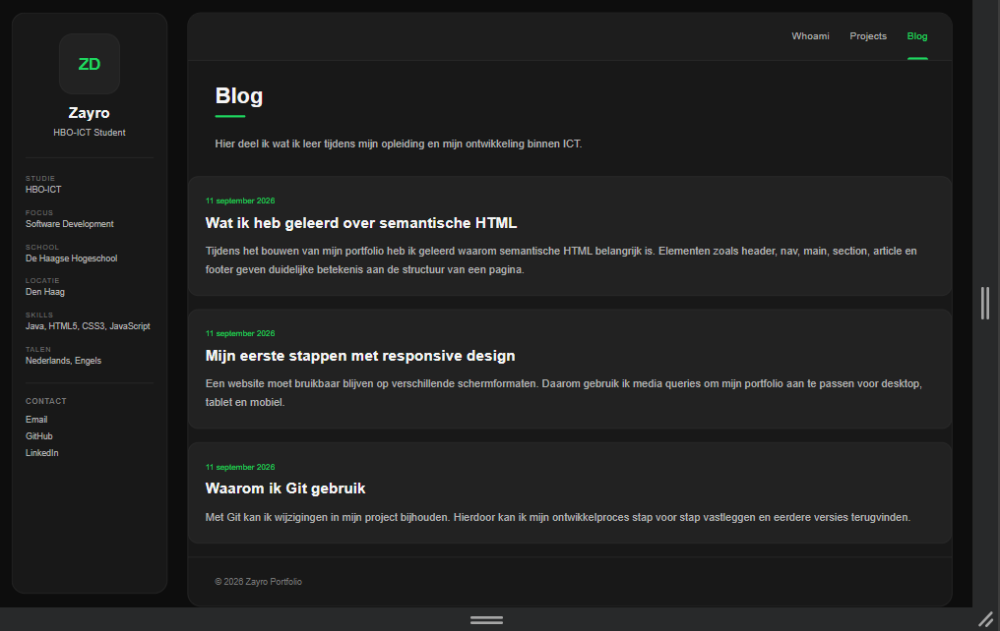 ZD
Zayro
HBO-ICT Student
STUDIE
HBO-ICT
FOCUS
Software Development
SCHOOL
De Haagse Hogeschool
LOCATIE
Den Haag
SKILLS
Java, HTML5, CSS3, JavaScript
TALEN
Nederlands, Engels
CONTACT
Email
GitHub
LinkedIn
Whoami Projects Blog
Blog
Hier deel ik wat ik leer tijdens mijn opleiding en mijn ontwikkeling binnen ICT.
11 september 2026
Wat ik heb geleerd over semantische HTML
Tijdens het bouwen van mijn portfolio heb ik geleerd waarom semantische HTML belangrijk is. Elementen zoals header, nav, main, section, article en
footer geven duidelijke betekenis aan de structuur van een pagina.
11 september 2026
Mijn eerste stappen met responsive design
Een website moet bruikbaar blijven op verschillende schermformaten. Daarom gebruik ik media queries om mijn portfolio aan te passen voor desktop,
tablet en mobiel.
11 september 2026
Waarom ik Git gebruik
Met Git kan ik wijzigingen in mijn project bijhouden. Hierdoor kan ik mijn ontwikkelproces stap voor stap vastleggen en eerdere versies terugvinden.
© 2026 Zayro Portfolio